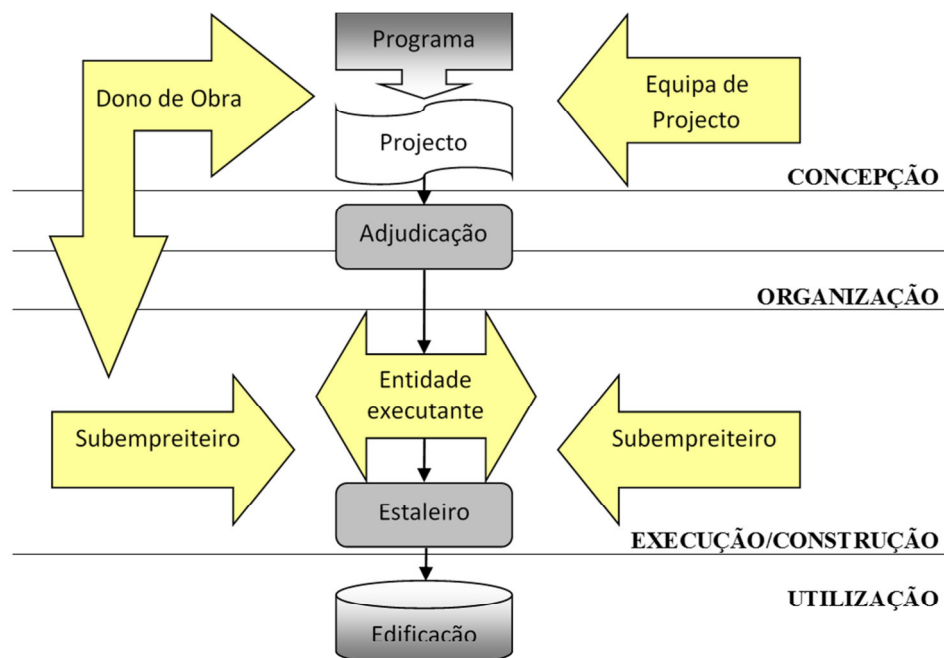 Programa
Dono de Obra
Equipa de
Projecto
Projecto
CONCEPÇÃO
Adjudicação
ORGANIZAÇÃO
Entidade
executante
Subempreiteiro
Subempreiteiro
Estaleiro
EXECUÇÃO/CONSTRUÇÃO
UTILIZAÇÃO
Edificação